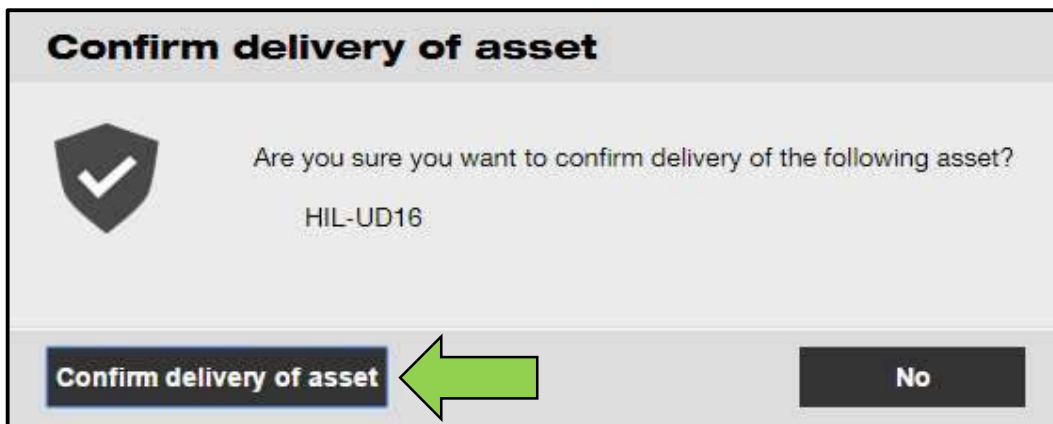 Confirm delivery of asset
Are you sure you want to confirm delivery of the following asset?
HIL-UD16
Confirm delivery of asset
No